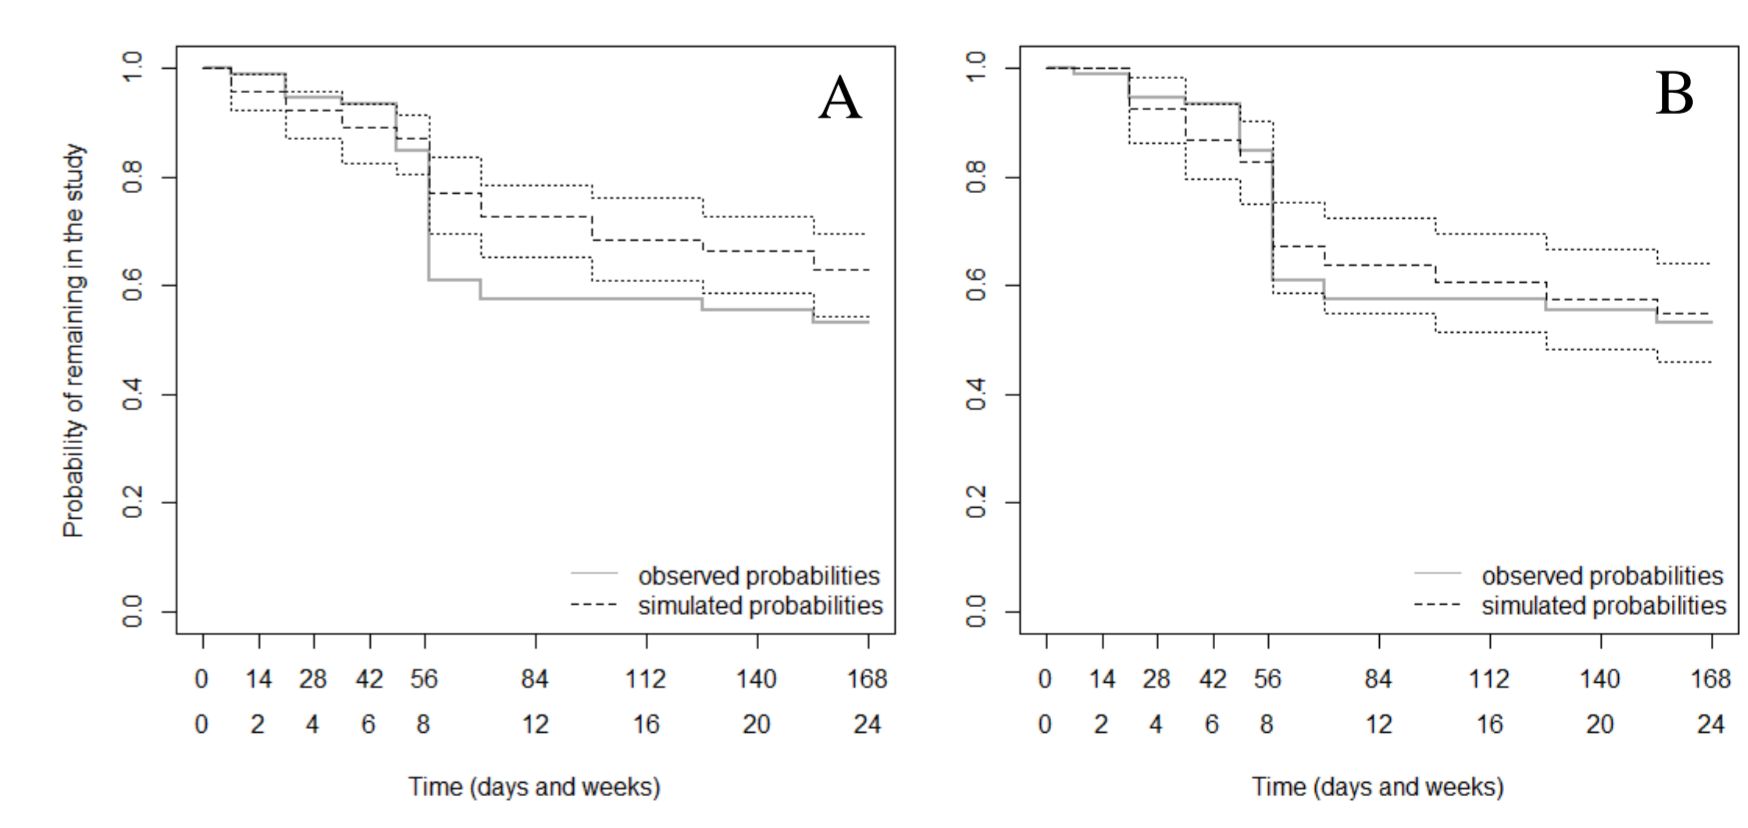 A
Probability of remaining in the study
1.0
0.8
0.6
0.4
0.2
0.0
observed probabilities
simulated probabilities
0 14 28 42 56 84 112 140 168
0 2 4 6 8 12 16 20 24
Time (days and weeks)
B
1.0
0.8
0.6
0.4
0.2
0.0
observed probabilities
simulated probabilities
0 14 28 42 56 84 112 140 168
0 2 4 6 8 12 16 20 24
Time (days and weeks)